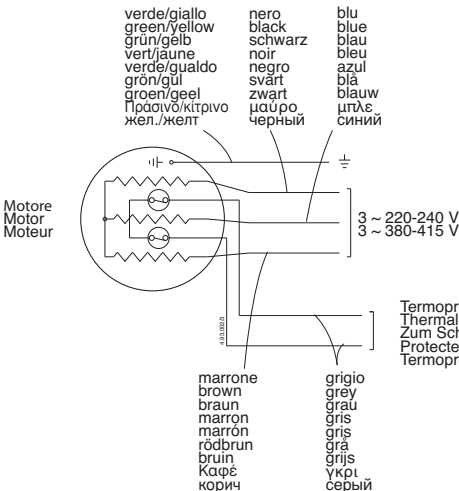 verde/giallo
green/yellow
grün/gelb
vert/jaune
verde/gualdo
grön/gul
groen/geel
Πράσινο/κίτρινο
жел./желт
nero
black
schwarz
noir
negro
svart
zwart
μαύρο
черный
blu
blue
blau
bleu
azul
blå
blauw
μπλε
синий
Motore
Motor
Moteur
3 ~ 220-240 V
3 ~ 380-415 V
Termopr
Thermal
Zum Sch
Protecte
Termopr
marrone
brown
braun
marron
marrón
rödbrun
bruin
Καφέ
корич
grigio
grey
grau
gris
gris
grå
grijs
γκρι
серый